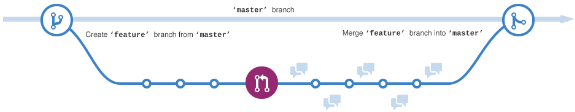 ‘master’ branch
Create ‘feature’ branch from ‘master’
Merge ‘feature’ branch into ‘master’